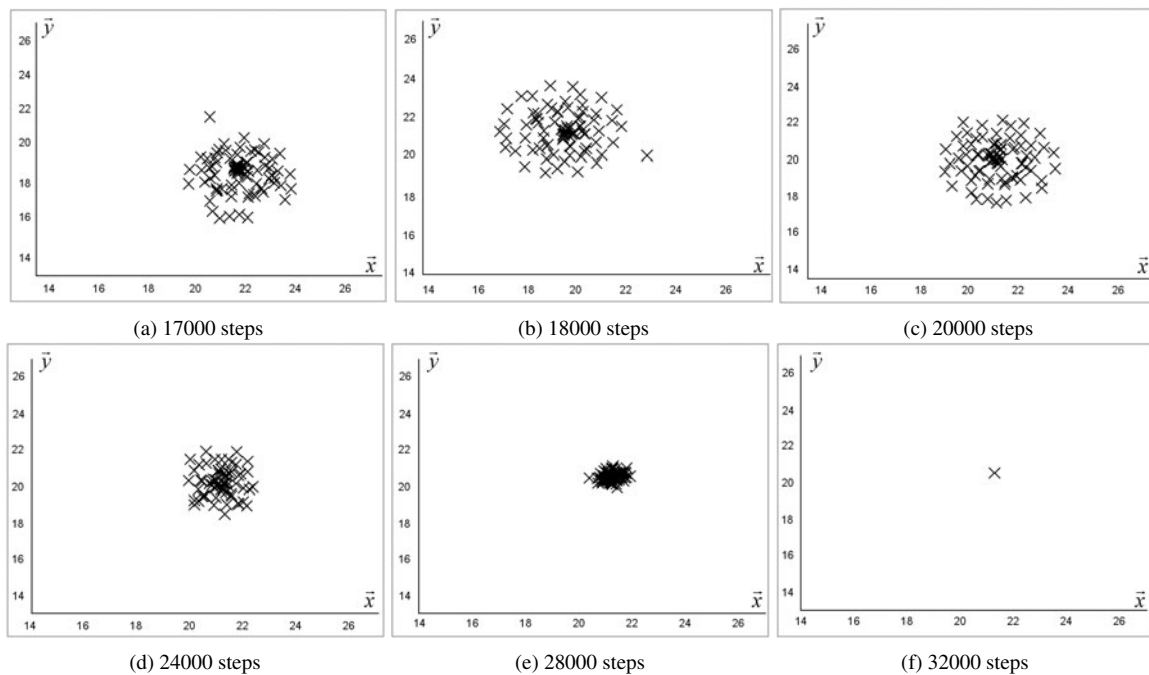 ȳ
26
24
22
20
18
16
14
x̄
14 16 18 20 22 24 26
(a) 17000 steps
y⃗
26
24
22
20
18
16
14
x⃗
14 16 18 20 22 24 26
(b) 18000 steps
y⃗
26
24
22
20
18
16
14
x⃗
14 16 18 20 22 24 26
(c) 20000 steps
y⃗
26
24
22
20
18
16
14
x⃗
14 16 18 20 22 24 26
(d) 24000 steps
y⃗
26
24
22
20
18
16
14
x⃗
14 16 18 20 22 24 26
(e) 28000 steps
y⃗
26
24
22
20
18
16
14
x⃗
14 16 18 20 22 24 26
(f) 32000 steps